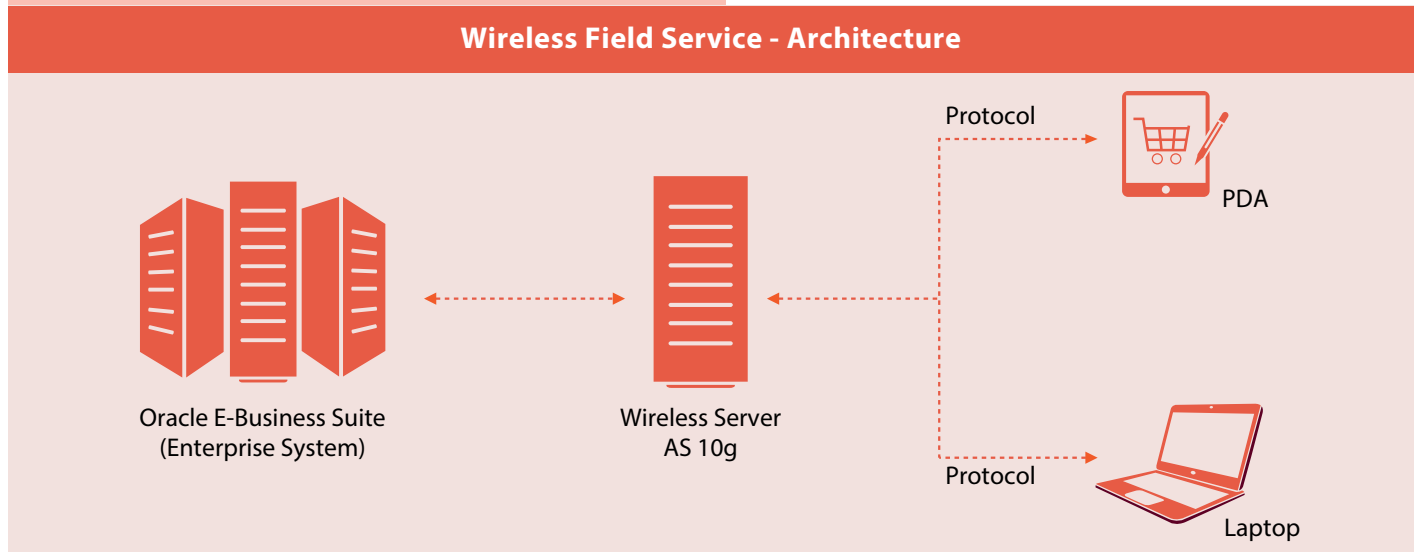 Wireless Field Service - Architecture
Protocol
PDA
Oracle E-Business Suite
(Enterprise System)
Wireless Server
AS 10g
Protocol
Laptop